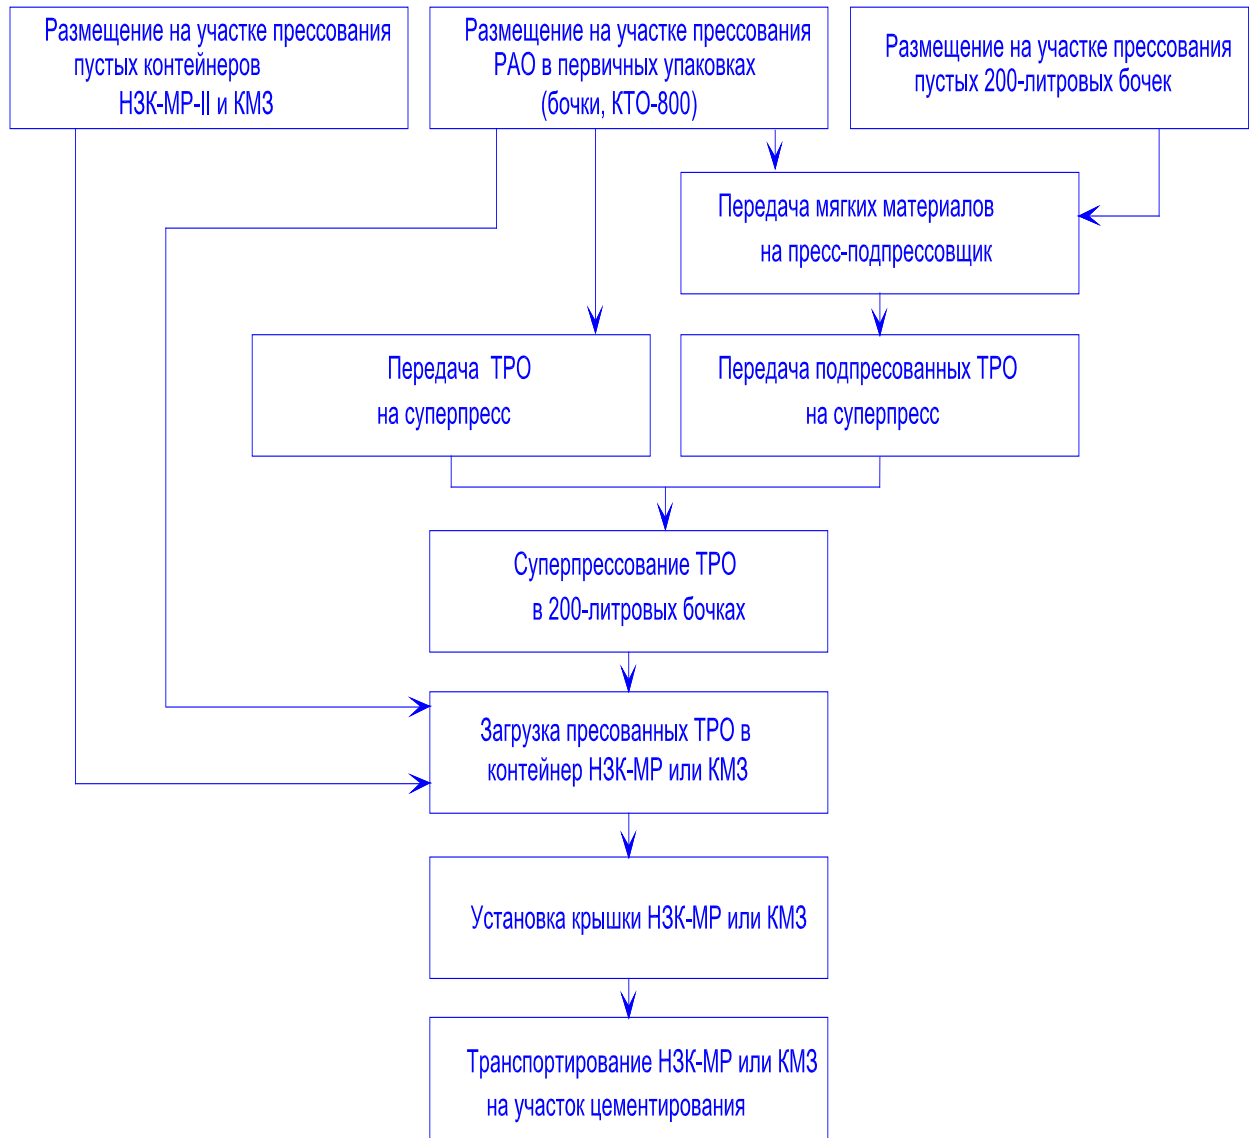 Размещение на участке прессования
пустых контейнеров
НЗК-МР-II и КМЗ
Размещение на участке прессования
РАО в первичных упаковках
(бочки, КТО-800)
Размещение на участке прессования
пустых 200-литровых бочек
Передача мягких материалов
на пресс-подпрессовщик
Передача ТРО
на суперпресс
Передача подпресованных ТРО
на суперпресс
Суперпрессование ТРО
в 200-литровых бочках
Загрузка пресованных ТРО в
контейнер НЗК-МР или КМЗ
Установка крышки НЗК-МР или КМЗ
Транспортирование НЗК-МР или КМЗ
на участок цементирования